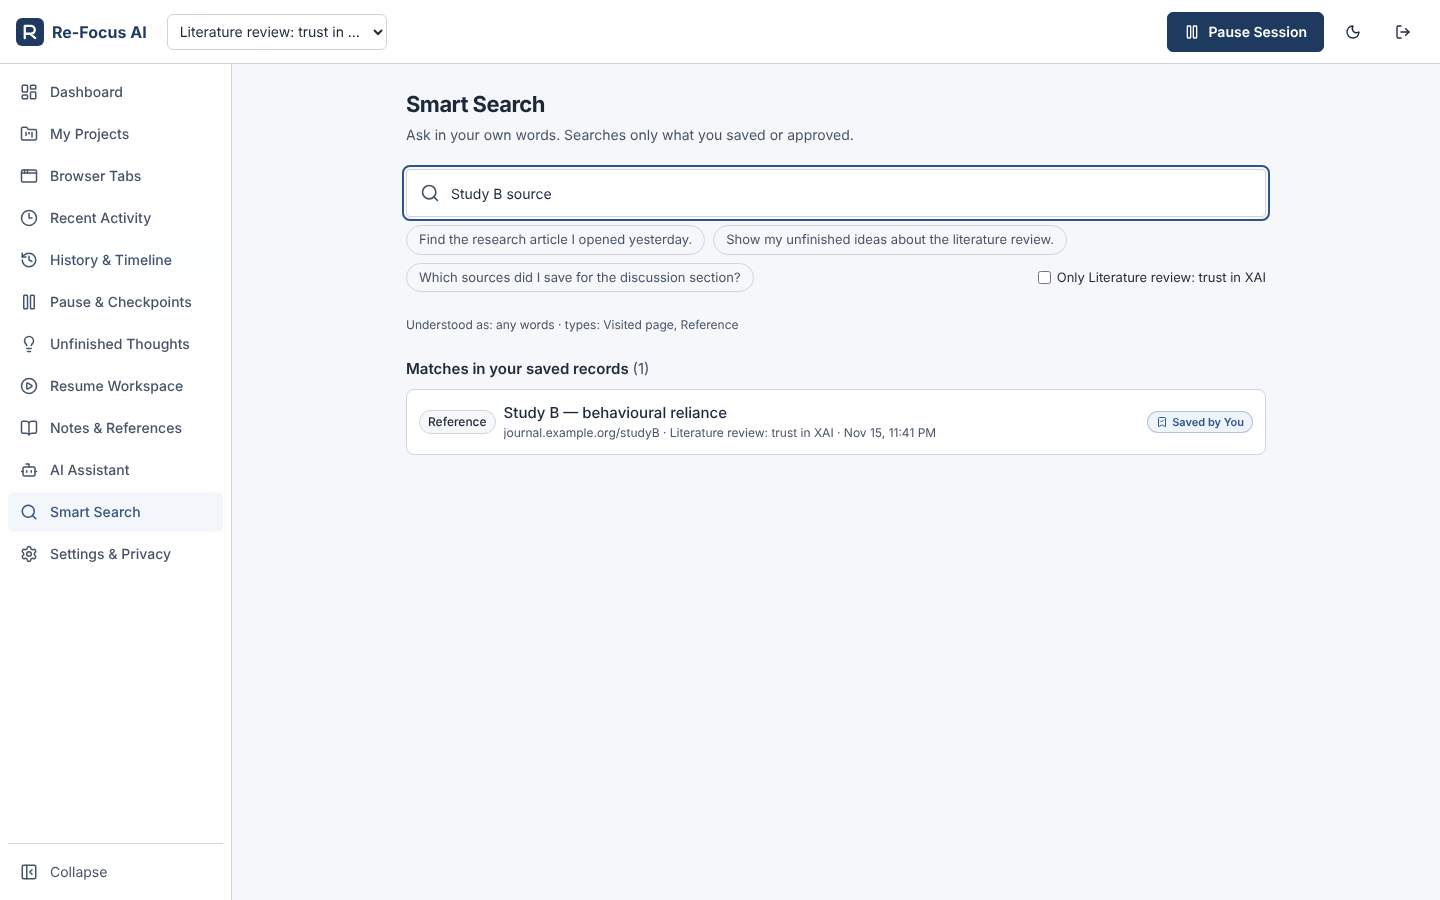 Re-Focus AI
Literature review: trust in ...
Pause Session
Dashboard
My Projects
Browser Tabs
Recent Activity
History & Timeline
Pause & Checkpoints
Unfinished Thoughts
Resume Workspace
Notes & References
AI Assistant
Smart Search
Settings & Privacy
Collapse
Smart Search
Ask in your own words. Searches only what you saved or approved.
Study B source
Find the research article I opened yesterday.
Show my unfinished ideas about the literature review.
Which sources did I save for the discussion section?
Only Literature review: trust in XAI
Understood as: any words · types: Visited page, Reference
Matches in your saved records (1)
Reference
Study B — behavioural reliance
journal.example.org/studyB · Literature review: trust in XAI · Nov 15, 11:41 PM
Saved by You